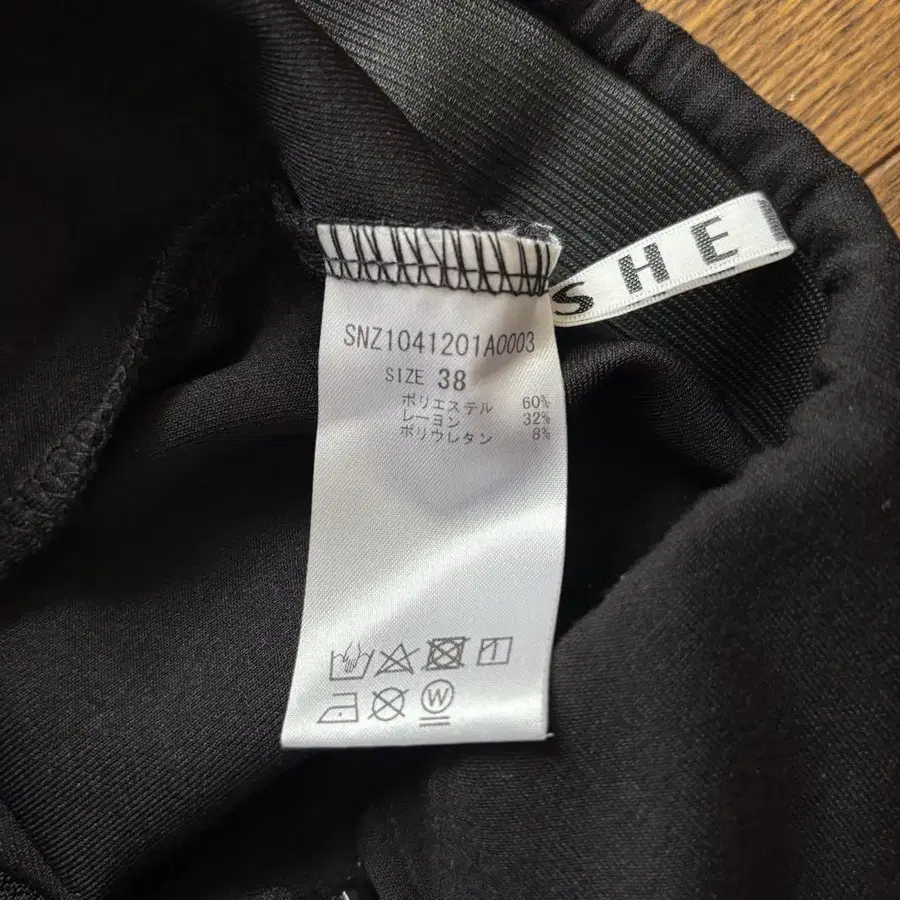 SHE
SNZ1041201A0003
SIZE 38
ポリエステル 60%
レーヨン 32%
ポリウレタン 8%
W